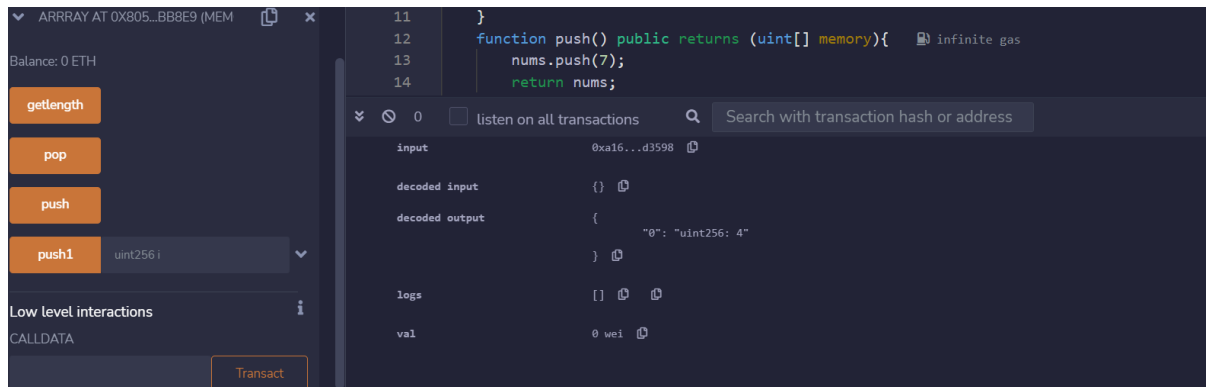 ARRRAY AT 0X805...BB8E9 (MEM
Balance: 0 ETH
getlength
pop
push
push1 uint256 i
Low level interactions i
CALLDATA
Transact
11 }
12 function push() public returns (uint[] memory){ infinite gas
13 nums.push(7);
14 return nums;
0 listen on all transactions Search with transaction hash or address
input 0xa16...d3598
decoded input {}
decoded output {
"0": "uint256: 4"
}
logs []
val 0 wei